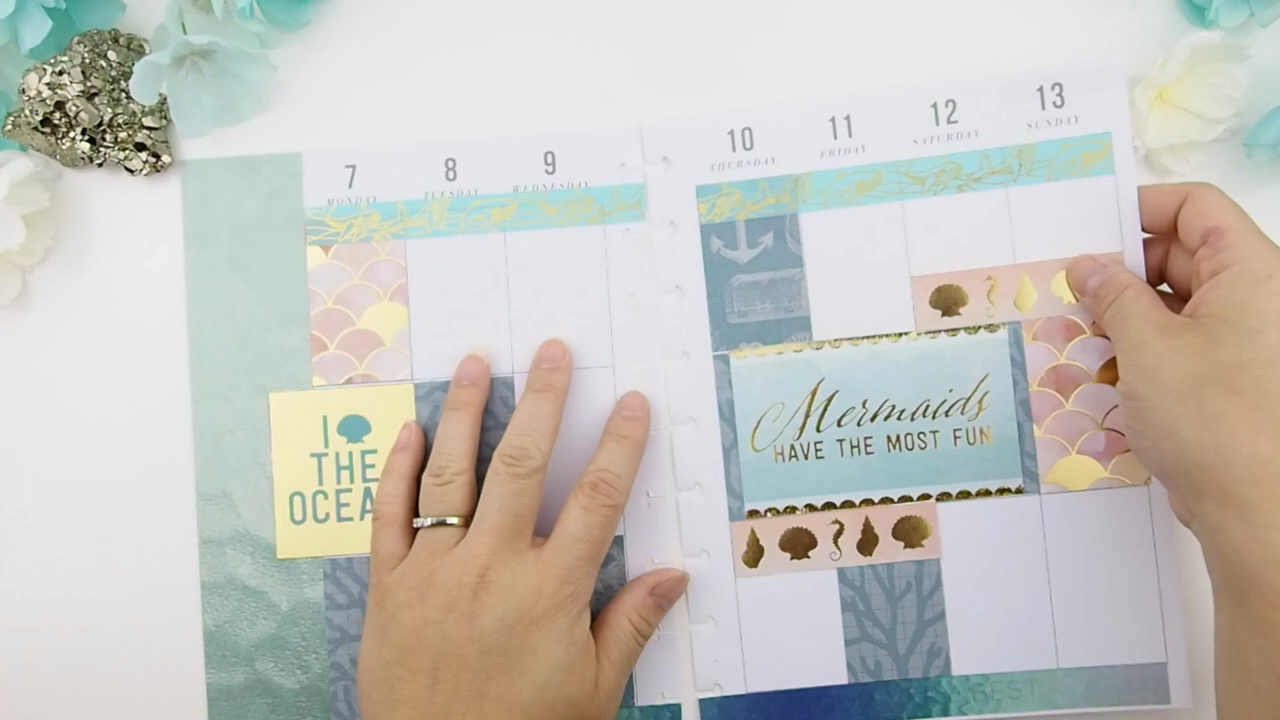 7
MONDAY
8
TUESDAY
9
WEDNESDAY
10
THURSDAY
11
FRIDAY
12
SATURDAY
13
SUNDAY
I
THE
OCEA
Mermaids
HAVE THE MOST FUN
BEST